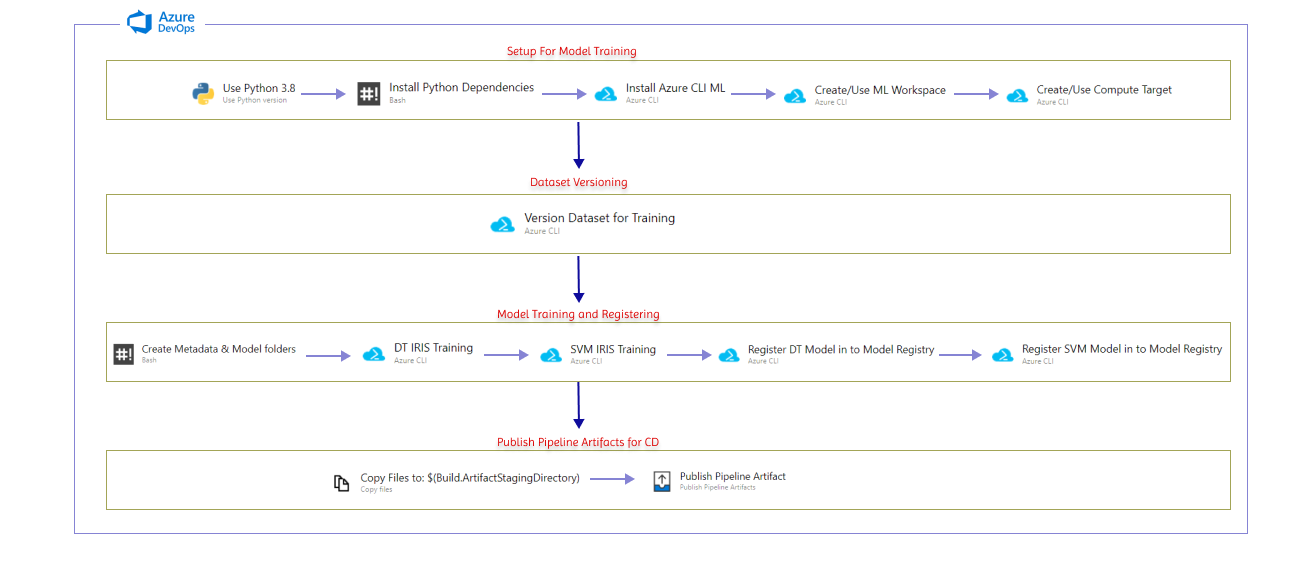 Azure
DevOps
Setup For Model Training
Use Python 3.8
Use Python version
#!
Install Python Dependencies
Bash
Install Azure CLI ML
Azure CLI
Create/Use ML Workspace
Azure CLI
Create/Use Compute Target
Azure CLI
Dataset Versioning
Version Dataset for Training
Azure CLI
Model Training and Registering
#!
Create Metadata & Model folders
Bash
DT IRIS Training
Azure CLI
SVM IRIS Training
Azure CLI
Register DT Model in to Model Registry
Azure CLI
Register SVM Model in to Model Registry
Azure CLI
Publish Pipeline Artifacts for CD
Copy Files to: $(Build.ArtifactStagingDirectory)
Copy files
Publish Pipeline Artifact
Publish Pipeline Artifacts